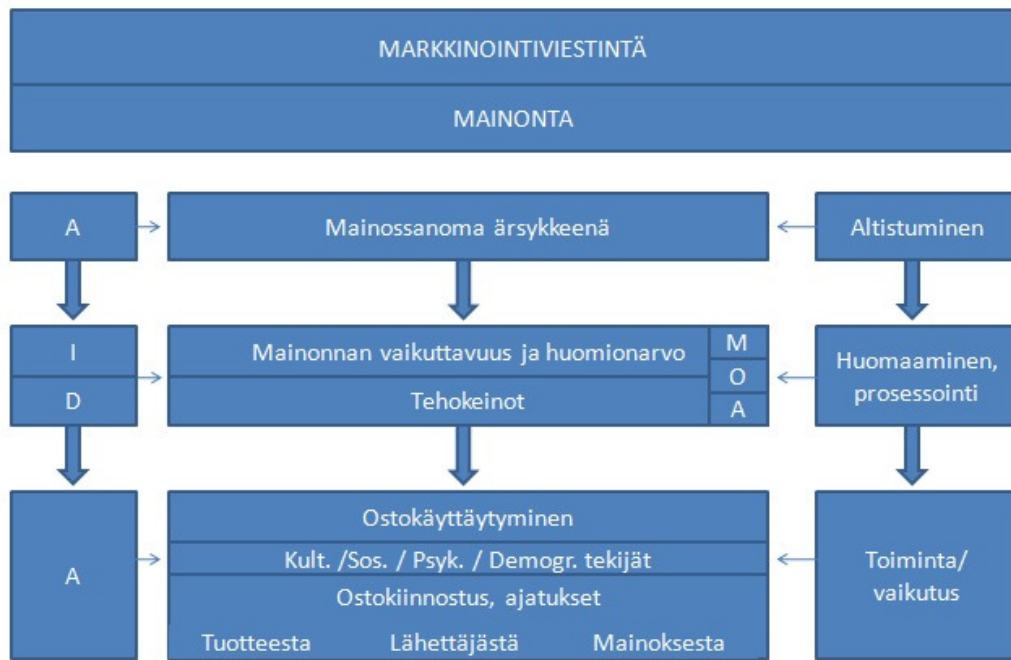 MARKKINOINTIVIESTINTÄ
MAINONTA
A
Mainossanoma ärsykkeenä
Altistuminen
I
D
Mainonnan vaikuttavuus ja huomionarvo
Tehokeinot
M
O
A
Huomaaminen,
prosessointi
A
Ostokäyttäytyminen
Kult. /Sos. / Psyk. / Demogr. tekijät
Ostokiinnostus, ajatukset
Tuotteesta Lähettäjästä Mainoksesta
Toiminta/
vaikutus